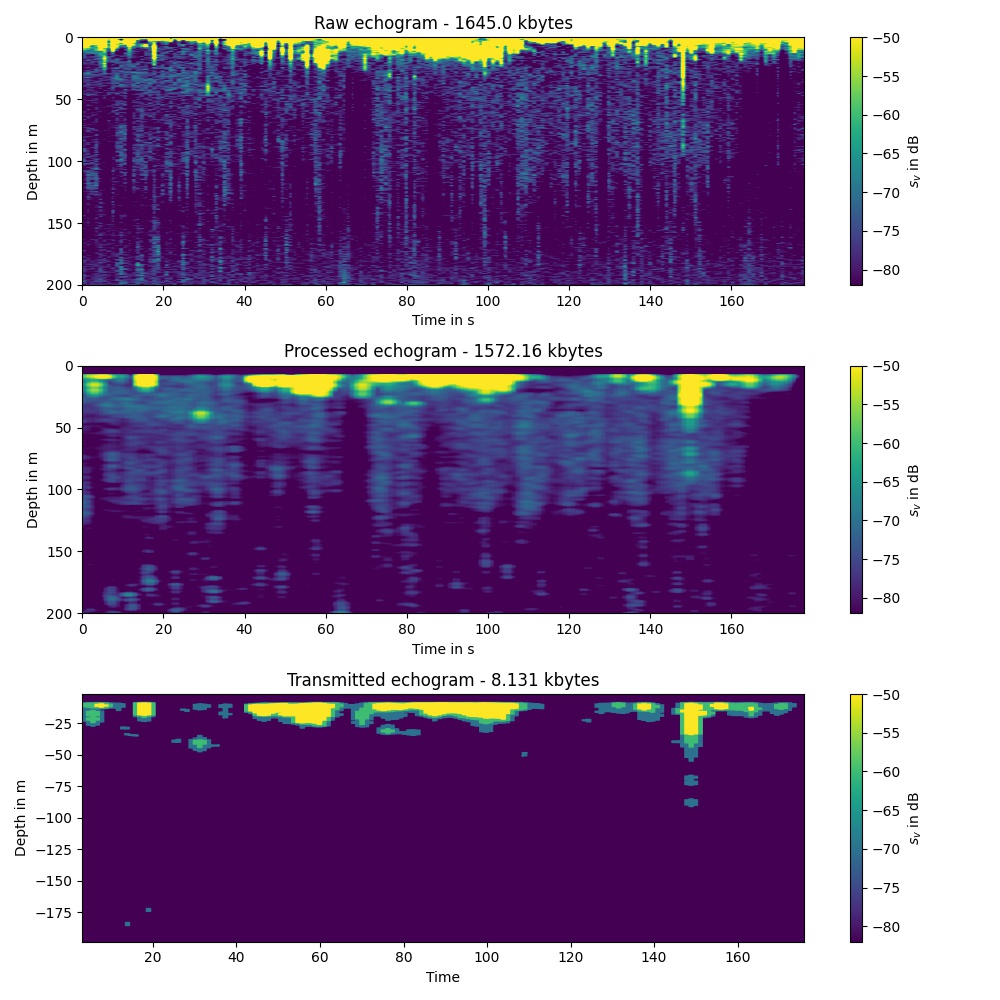 Raw echogram - 1645.0 kbytes
0
50
100
150
200
Depth in m
0 20 40 60 80 100 120 140 160
Time in s
−50
−55
−60
−65
−70
−75
−80
sv in dB
Processed echogram - 1572.16 kbytes
0
50
100
150
200
Depth in m
0 20 40 60 80 100 120 140 160
Time in s
−50
−55
−60
−65
−70
−75
−80
sv in dB
Transmitted echogram - 8.131 kbytes
−25
−50
−75
−100
−125
−150
−175
Depth in m
20 40 60 80 100 120 140 160
Time
−50
−55
−60
−65
−70
−75
−80
sv in dB